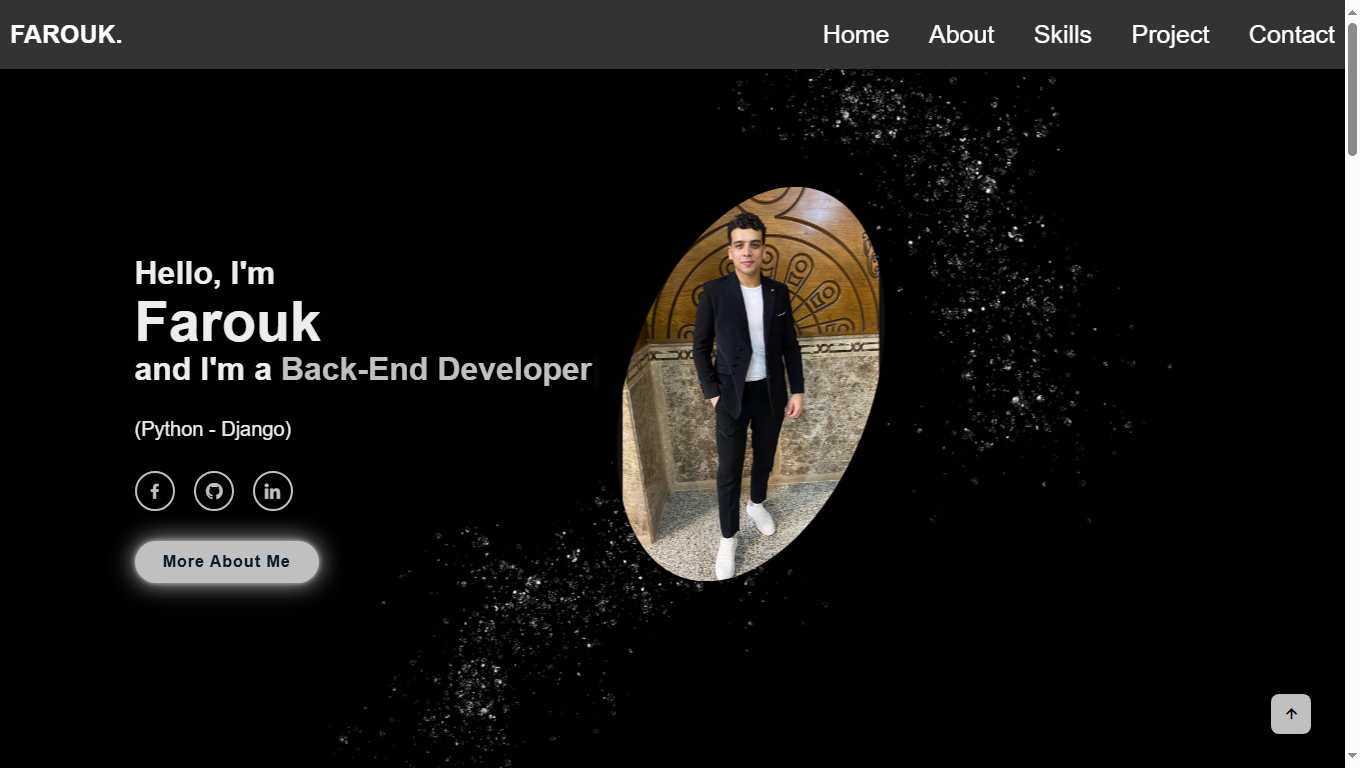 FAROUK.
Home About Skills Project Contact
Hello, I'm
Farouk
and I'm a Back-End Developer
(Python - Django)
More About Me